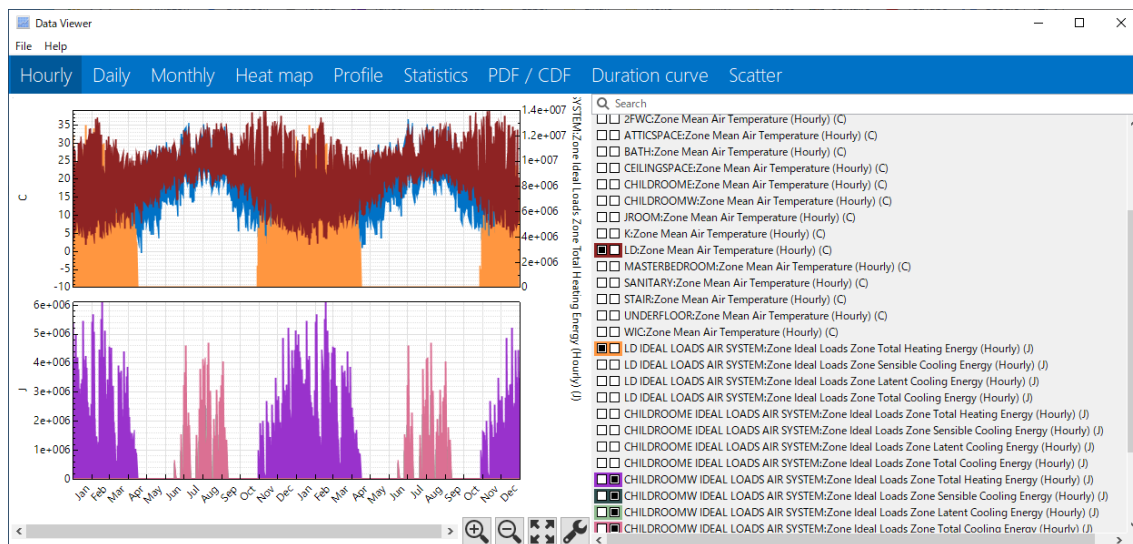 Data Viewer
File Help
Hourly Daily Monthly Heat map Profile Statistics PDF / CDF Duration curve Scatter
35
30
25
20
15
10
5
0
-5
-10
C
1.4e+007
1.2e+007
1e+007
8e+006
6e+006
4e+006
2e+006
0
SYSTEM:Zone Ideal Loads Zone Total Heating Energy (Hourly) (J)
6e+006
5e+006
4e+006
3e+006
2e+006
1e+006
0
J
Jan Feb Mar Apr May Jun Jul Aug Sep Oct Nov Dec Jan Feb Mar Apr May Jun Jul Aug Sep Oct Nov Dec
Search
2FWC:Zone Mean Air Temperature (Hourly) (C)
ATTICSPACE:Zone Mean Air Temperature (Hourly) (C)
BATH:Zone Mean Air Temperature (Hourly) (C)
CEILINGSPACE:Zone Mean Air Temperature (Hourly) (C)
CHILDROOME:Zone Mean Air Temperature (Hourly) (C)
CHILDROOMW:Zone Mean Air Temperature (Hourly) (C)
JROOM:Zone Mean Air Temperature (Hourly) (C)
K:Zone Mean Air Temperature (Hourly) (C)
LD:Zone Mean Air Temperature (Hourly) (C)
MASTERBEDROOM:Zone Mean Air Temperature (Hourly) (C)
SANITARY:Zone Mean Air Temperature (Hourly) (C)
STAIR:Zone Mean Air Temperature (Hourly) (C)
UNDERFLOOR:Zone Mean Air Temperature (Hourly) (C)
WIC:Zone Mean Air Temperature (Hourly) (C)
LD IDEAL LOADS AIR SYSTEM:Zone Ideal Loads Zone Total Heating Energy (Hourly) (J)
LD IDEAL LOADS AIR SYSTEM:Zone Ideal Loads Zone Sensible Cooling Energy (Hourly) (J)
LD IDEAL LOADS AIR SYSTEM:Zone Ideal Loads Zone Latent Cooling Energy (Hourly) (J)
LD IDEAL LOADS AIR SYSTEM:Zone Ideal Loads Zone Total Cooling Energy (Hourly) (J)
CHILDROOME IDEAL LOADS AIR SYSTEM:Zone Ideal Loads Zone Total Heating Energy (Hourly) (J)
CHILDROOME IDEAL LOADS AIR SYSTEM:Zone Ideal Loads Zone Sensible Cooling Energy (Hourly) (J)
CHILDROOME IDEAL LOADS AIR SYSTEM:Zone Ideal Loads Zone Latent Cooling Energy (Hourly) (J)
CHILDROOME IDEAL LOADS AIR SYSTEM:Zone Ideal Loads Zone Total Cooling Energy (Hourly) (J)
CHILDROOMW IDEAL LOADS AIR SYSTEM:Zone Ideal Loads Zone Total Heating Energy (Hourly) (J)
CHILDROOMW IDEAL LOADS AIR SYSTEM:Zone Ideal Loads Zone Sensible Cooling Energy (Hourly) (J)
CHILDROOMW IDEAL LOADS AIR SYSTEM:Zone Ideal Loads Zone Latent Cooling Energy (Hourly) (J)
CHILDROOMW IDEAL LOADS AIR SYSTEM:Zone Ideal Loads Zone Total Cooling Energy (Hourly) (J)